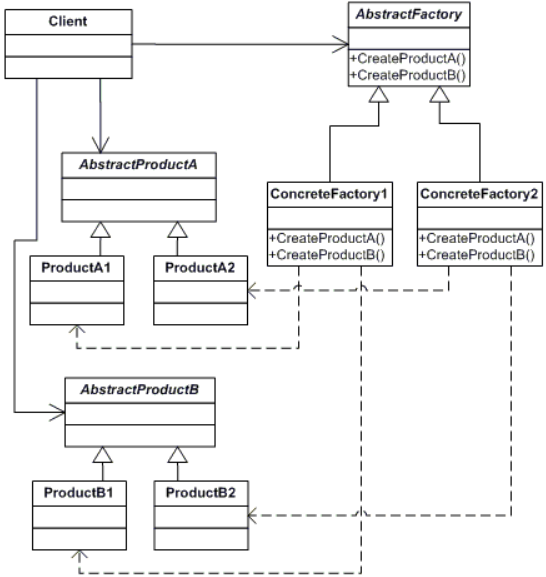 Client
AbstractFactory
+CreateProductA()
+CreateProductB()
AbstractProductA
ConcreteFactory1
+CreateProductA()
+CreateProductB()
ConcreteFactory2
+CreateProductA()
+CreateProductB()
ProductA1
ProductA2
AbstractProductB
ProductB1
ProductB2